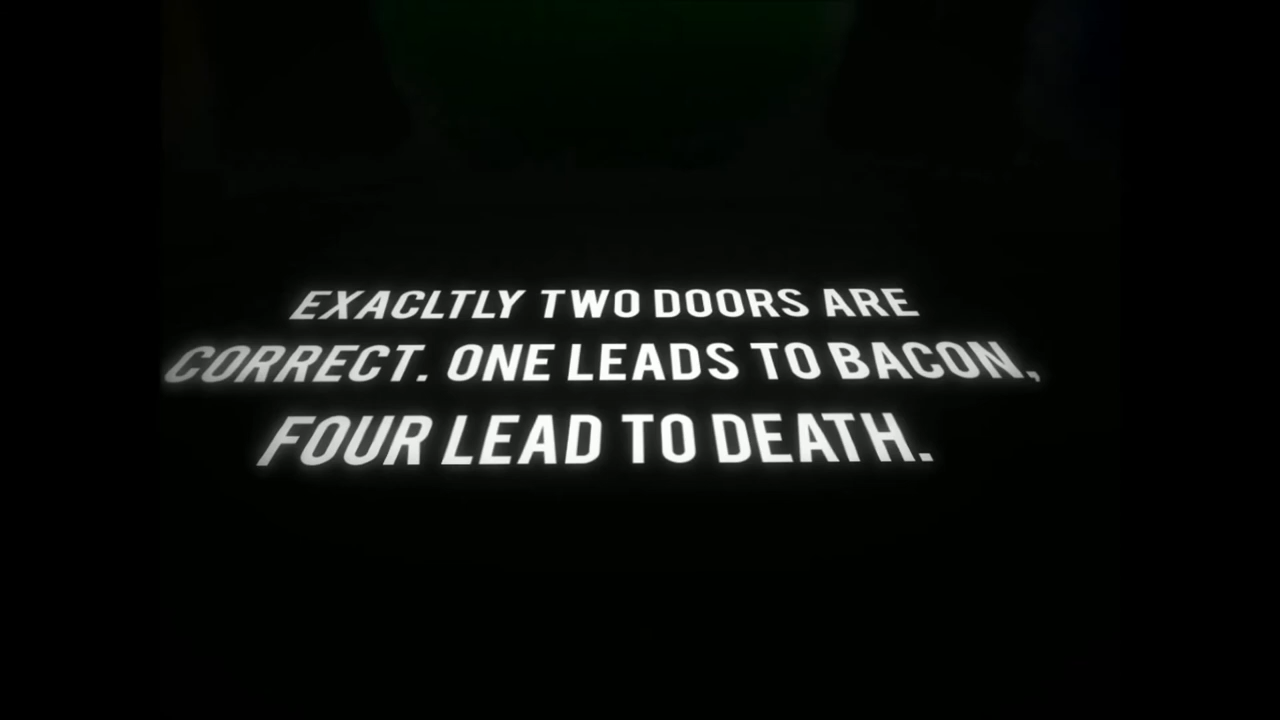 EXACLTLY TWO DOORS ARE
CORRECT. ONE LEADS TO BACON,
FOUR LEAD TO DEATH.